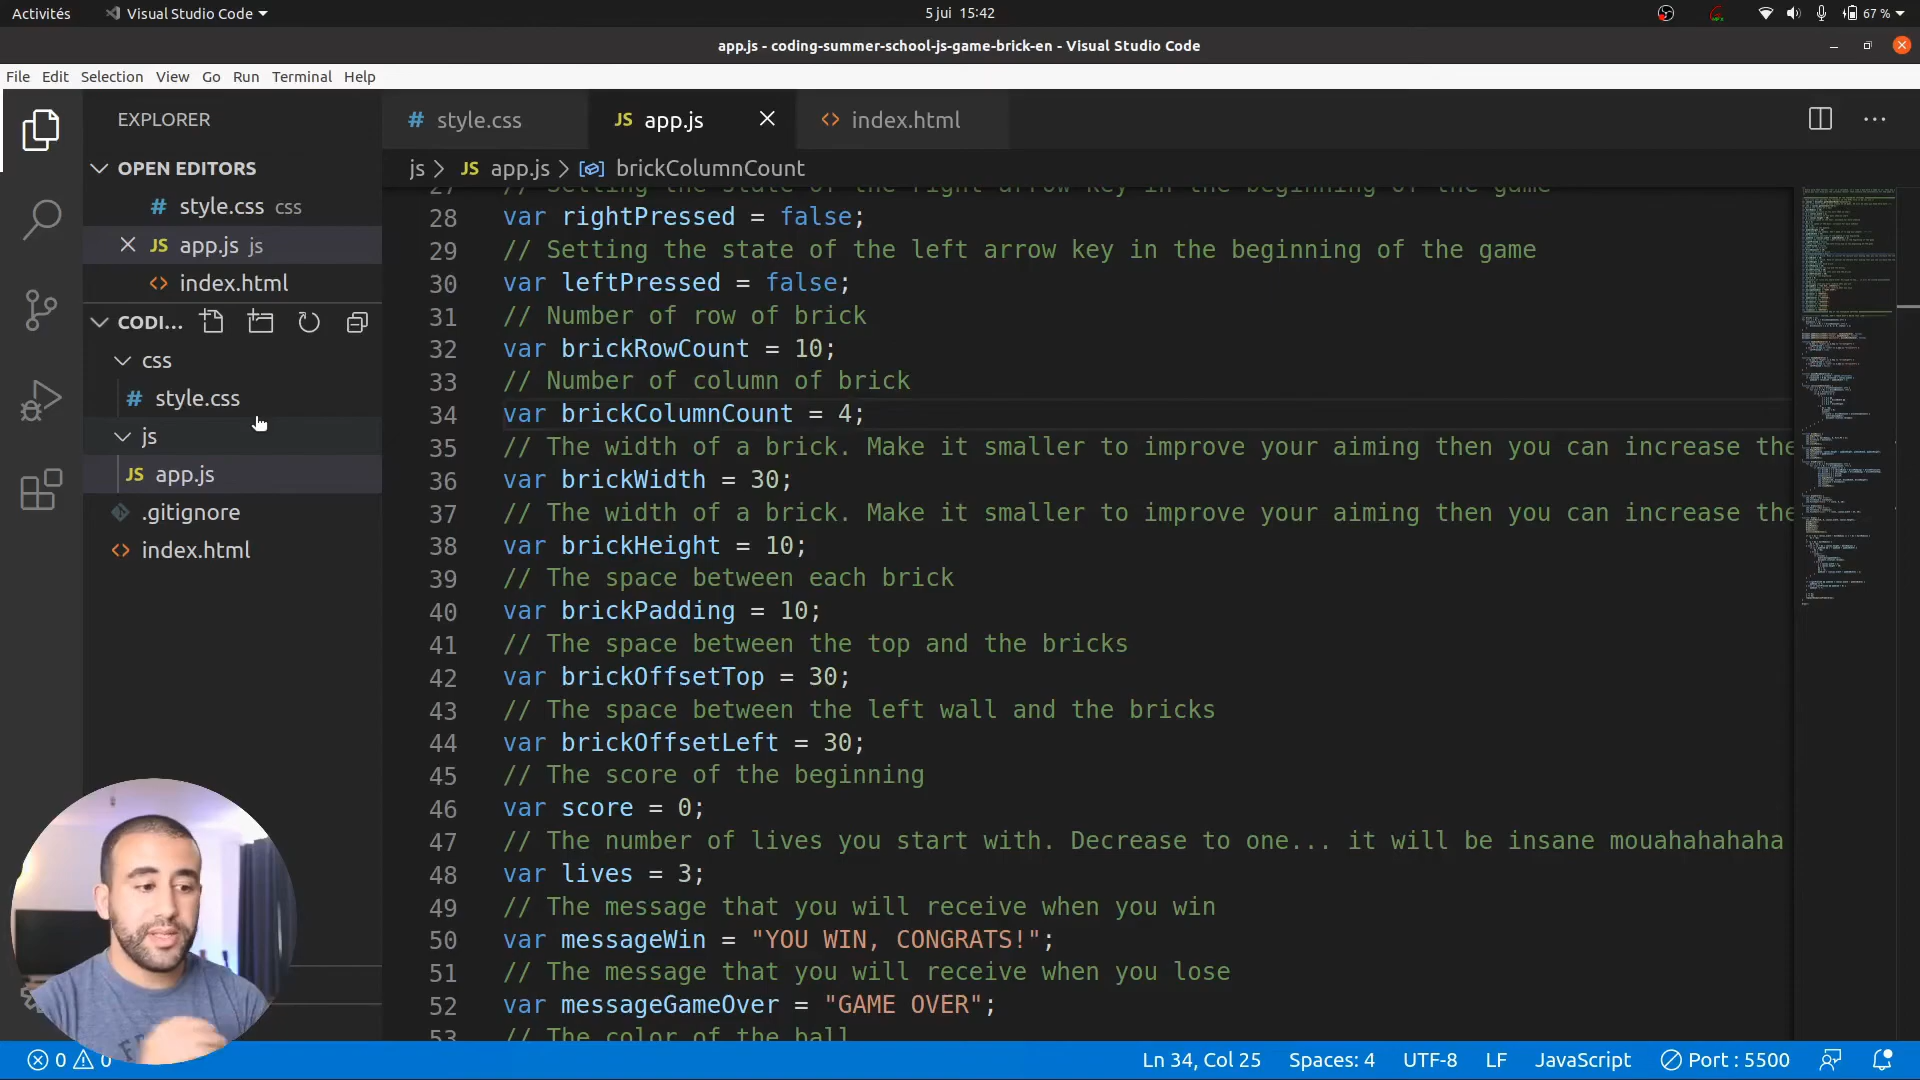 Activités
Visual Studio Code
5 jui 15:42
67 %
app.js - coding-summer-school-js-game-brick-en - Visual Studio Code
File Edit Selection View Go Run Terminal Help
EXPLORER
OPEN EDITORS
# style.css css
JS app.js js
<> index.html
CODI...
css
# style.css
js
JS app.js
.gitignore
<> index.html
# style.css
JS app.js
<> index.html
js > JS app.js > brickColumnCount
27 // Setting the state of the right arrow key in the beginning of the game
28 var rightPressed = false;
29 // Setting the state of the left arrow key in the beginning of the game
30 var leftPressed = false;
31 // Number of row of brick
32 var brickRowCount = 10;
33 // Number of column of brick
34 var brickColumnCount = 4;
35 // The width of a brick. Make it smaller to improve your aiming then you can increase the
36 var brickWidth = 30;
37 // The width of a brick. Make it smaller to improve your aiming then you can increase the
38 var brickHeight = 10;
39 // The space between each brick
40 var brickPadding = 10;
41 // The space between the top and the bricks
42 var brickOffsetTop = 30;
43 // The space between the left wall and the bricks
44 var brickOffsetLeft = 30;
45 // The score of the beginning
46 var score = 0;
47 // The number of lives you start with. Decrease to one... it will be insane mouahahahaha
48 var lives = 3;
49 // The message that you will receive when you win
50 var messageWin = "YOU WIN, CONGRATS!";
51 // The message that you will receive when you lose
52 var messageGameOver = "GAME OVER";
53 // The color of the ball
0 0
Ln 34, Col 25 Spaces: 4 UTF-8 LF JavaScript Port : 5500